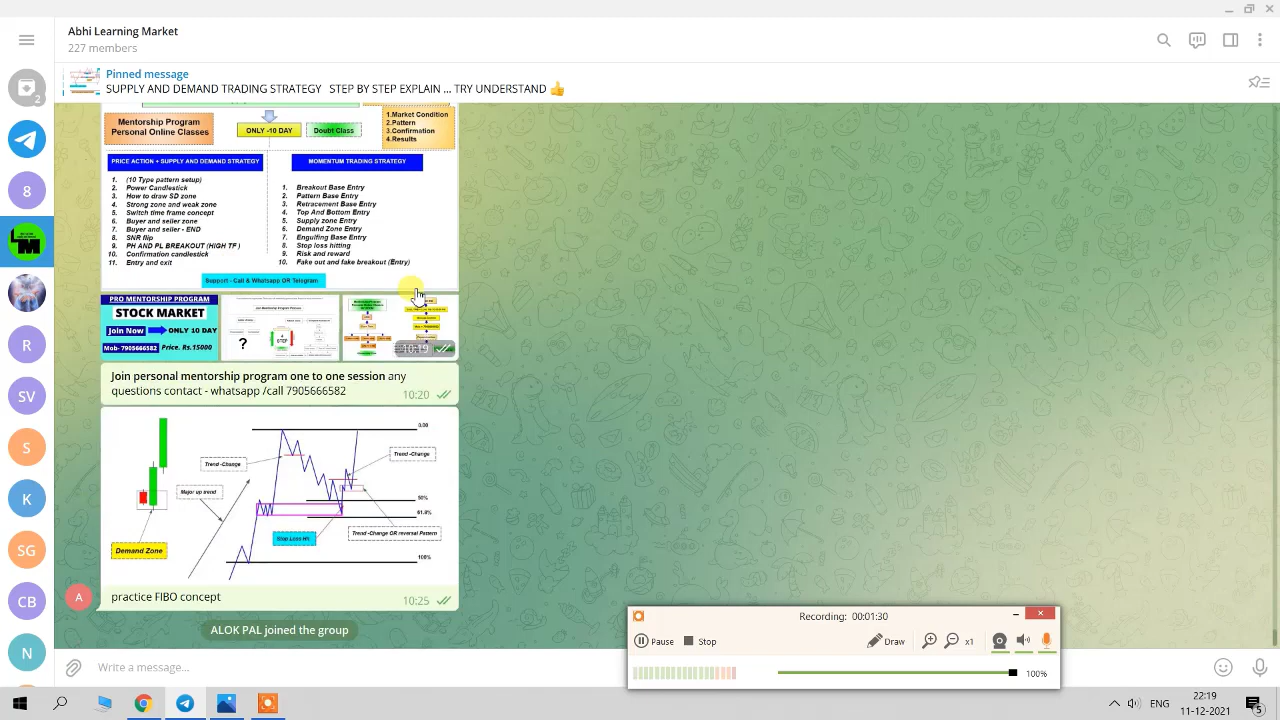 Abhi Learning Market
227 members
Pinned message
SUPPLY AND DEMAND TRADING STRATEGY STEP BY STEP EXPLAIN ... TRY UNDERSTAND 👍
2
8
R
SV
S
K
SG
CB
N
Mentorship Program
Personal Online Classes
ONLY -10 DAY
Doubt Class
1.Market Condition
2.Pattern
3.Confirmation
4.Results
PRICE ACTION + SUPPLY AND DEMAND STRATEGY
1. (10 Type pattern setup)
2. Power Candlestick
3. How to draw SD zone
4. Strong zone and weak zone
5. Switch time frame concept
6. Buyer and seller zone
7. Buyer and seller - END
8. SNR flip
9. PH AND PL BREAKOUT (HIGH TF )
10. Confirmation candlestick
11. Entry and exit
MOMENTUM TRADING STRATEGY
1. Breakout Base Entry
2. Pattern Base Entry
3. Retracement Base Entry
4. Top And Bottom Entry
5. Supply zone Entry
6. Demand Zone Entry
7. Engulfing Base Entry
8. Stop loss hitting
9. Risk and reward
10. Fake out and fake breakout (Entry)
Support - Call & Whatsapp OR Telegram
PRO MENTORSHIP PROGRAM
STOCK MARKET
Join Now
ONLY 10 DAY
Mob- 7905666582
Price. Rs.15000
?
10:19
Join personal mentorship program one to one session any
questions contact - whatsapp /call 7905666582
10:20
0.00
Trend -Change
Trend -Change
Major up trend
50%
61.8%
Stop Loss Hit
Trend -Change OR reversal Pattern
Demand Zone
100%
A
practice FIBO concept
10:25
ALOK PAL joined the group
Write a message...
Recording: 00:01:30
Pause
Stop
Draw
x1
100%
ENG
22:19
11-12-2021
5